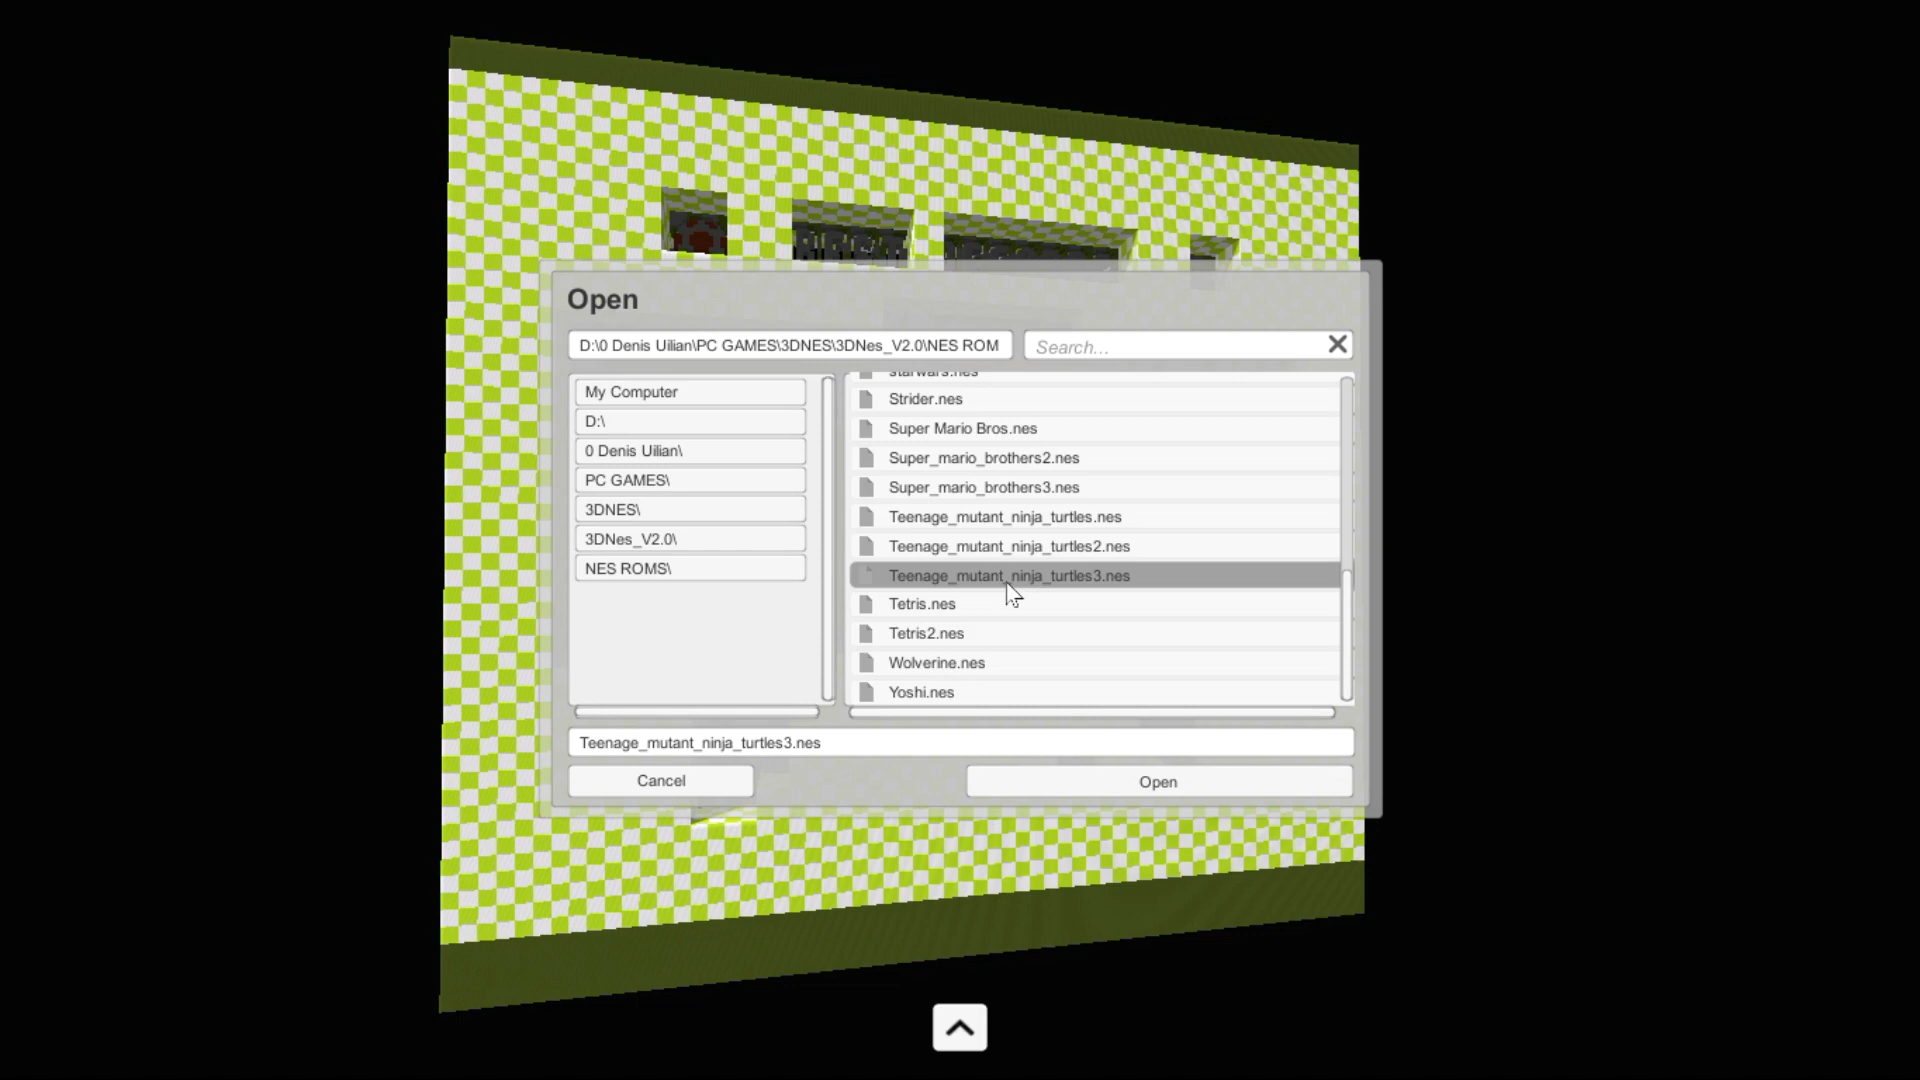 Open
D:\0 Denis Uilian\PC GAMES\3DNES\3DNes_V2.0\NES ROM
Search...
My Computer
D:\
0 Denis Uilian\
PC GAMES\
3DNES\
3DNes_V2.0\
NES ROMS\
starwars.nes
Strider.nes
Super Mario Bros.nes
Super_mario_brothers2.nes
Super_mario_brothers3.nes
Teenage_mutant_ninja_turtles.nes
Teenage_mutant_ninja_turtles2.nes
Teenage_mutant_ninja_turtles3.nes
Tetris.nes
Tetris2.nes
Wolverine.nes
Yoshi.nes
Teenage_mutant_ninja_turtles3.nes
Cancel
Open